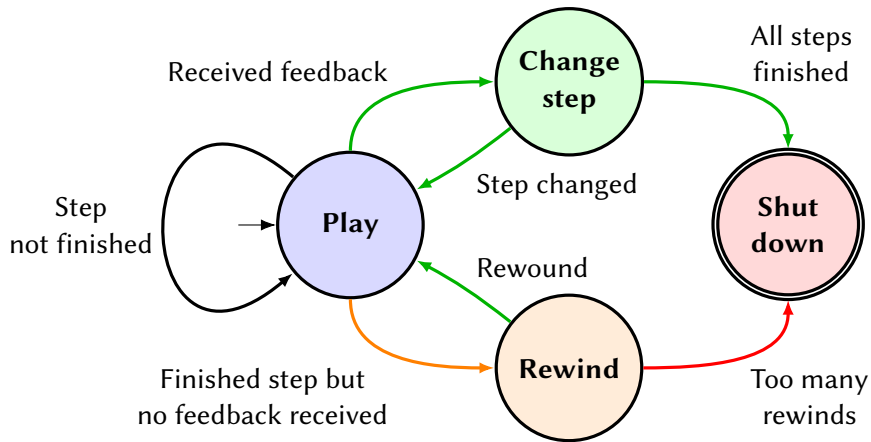 Received feedback
Change
step
All steps
finished
Step changed
Step
not finished
Play
Shut
down
Rewound
Rewind
Finished step but
no feedback received
Too many
rewinds